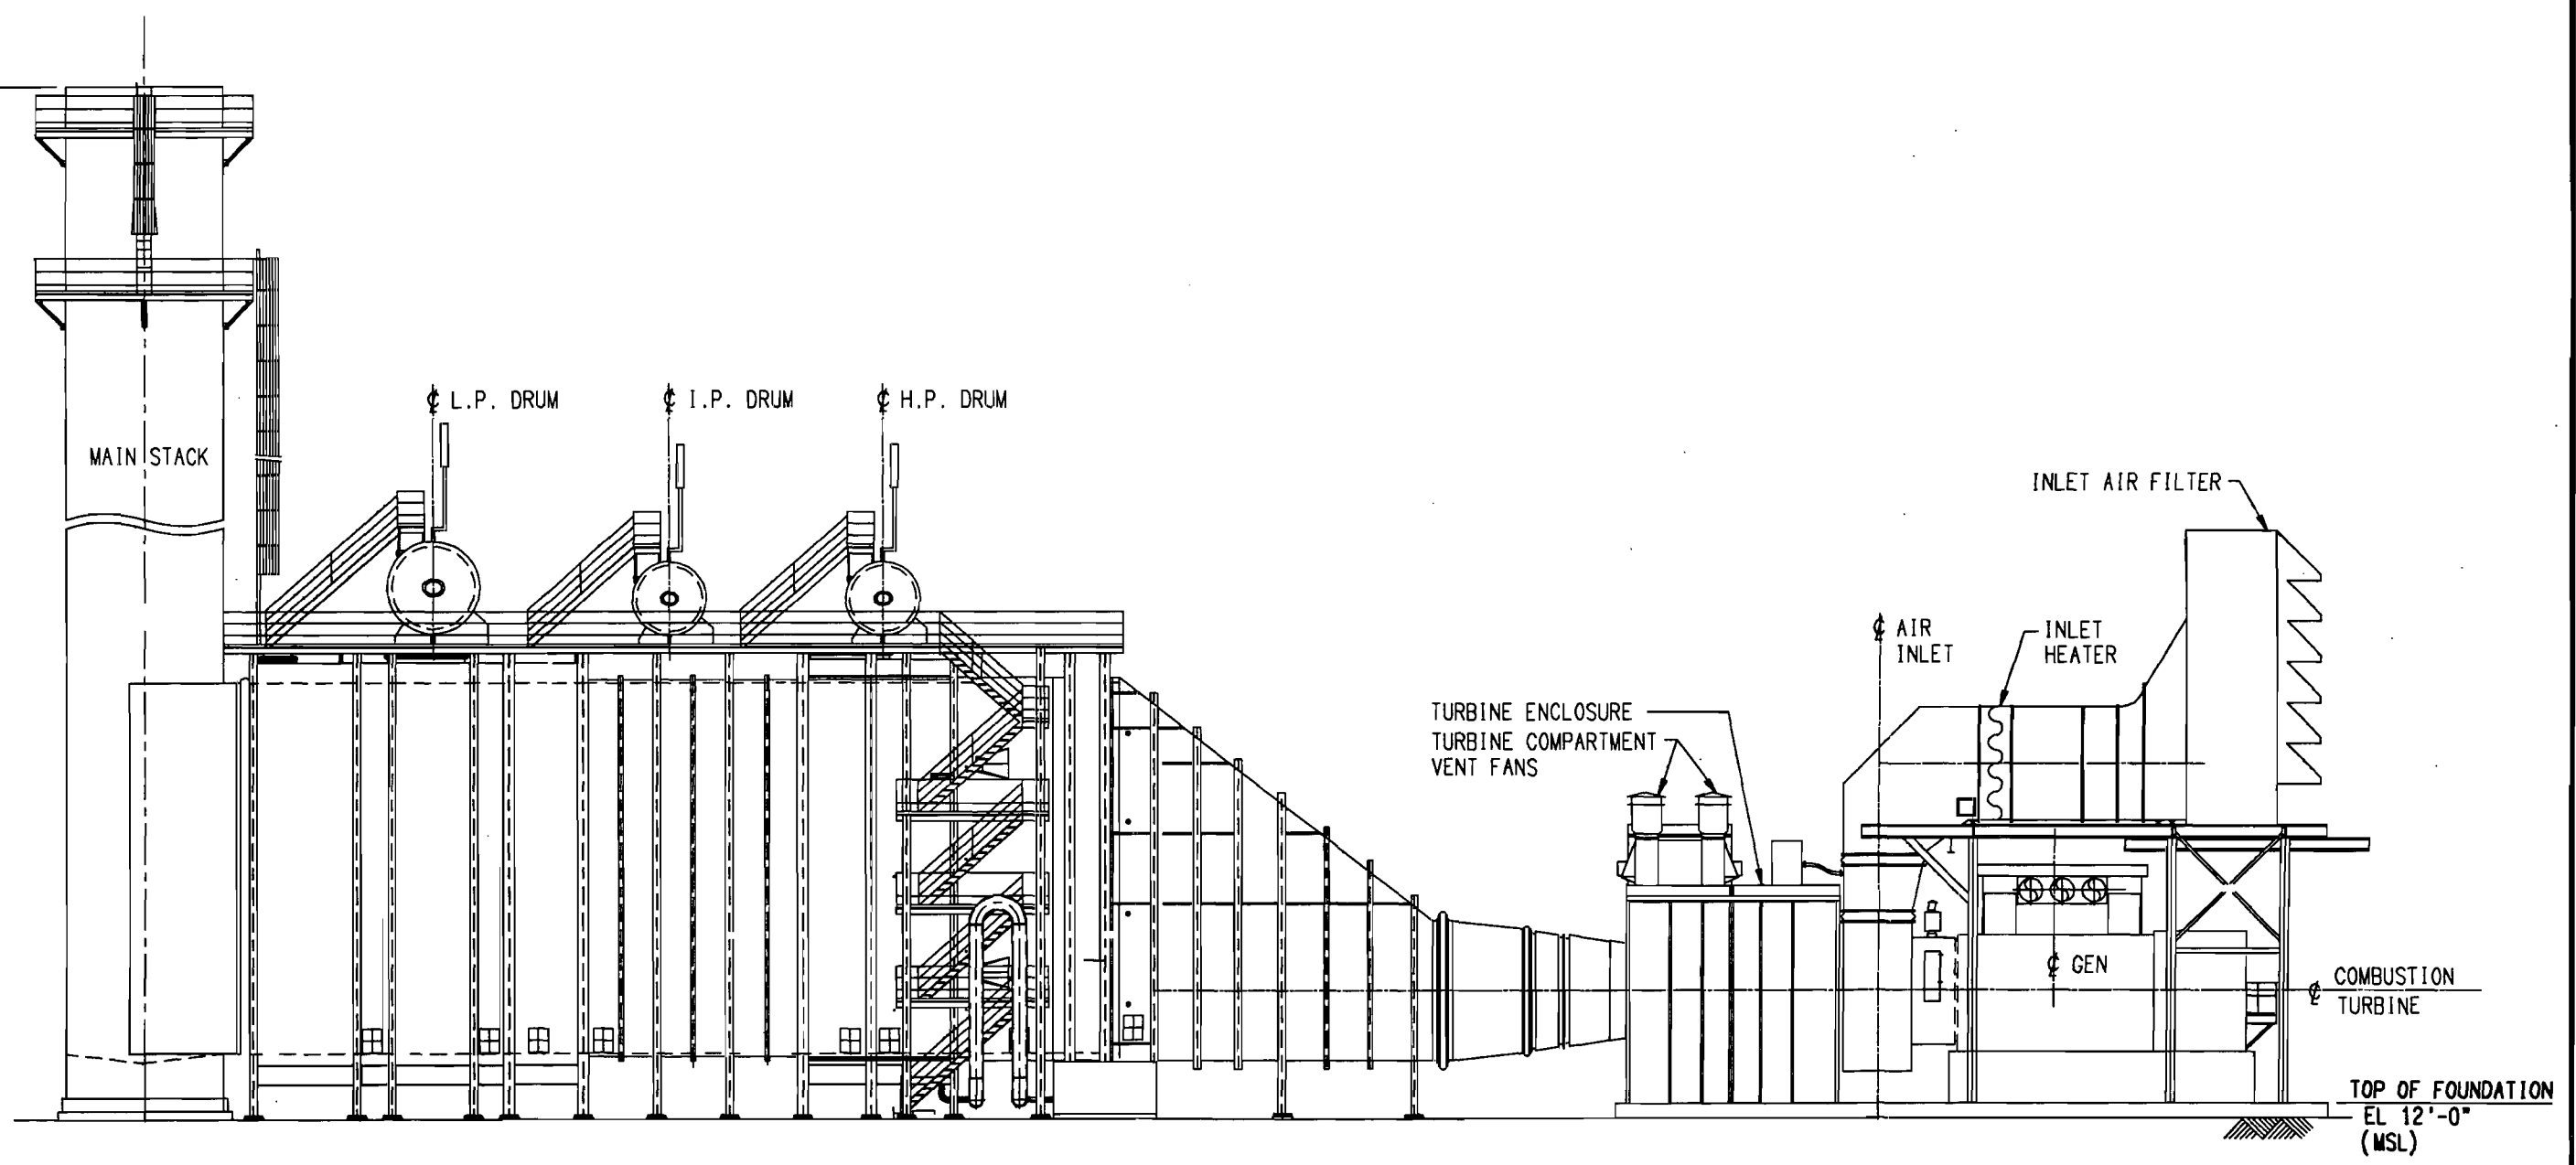 ℄ L.P. DRUM
℄ I.P. DRUM
℄ H.P. DRUM
MAIN STACK
INLET AIR FILTER
℄ AIR
INLET
INLET
HEATER
TURBINE ENCLOSURE
TURBINE COMPARTMENT
VENT FANS
℄ GEN
℄ COMBUSTION
TURBINE
TOP OF FOUNDATION
EL 12'-0"
(MSL)